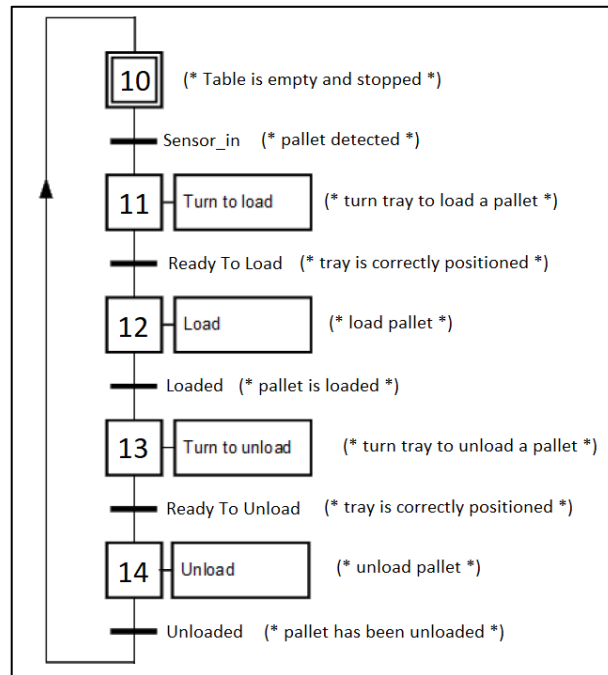 10 (* Table is empty and stopped *)
Sensor_in (* pallet detected *)
11 Turn to load (* turn tray to load a pallet *)
Ready To Load (* tray is correctly positioned *)
12 Load (* load pallet *)
Loaded (* pallet is loaded *)
13 Turn to unload (* turn tray to unload a pallet *)
Ready To Unload (* tray is correctly positioned *)
14 Unload (* unload pallet *)
Unloaded (* pallet has been unloaded *)